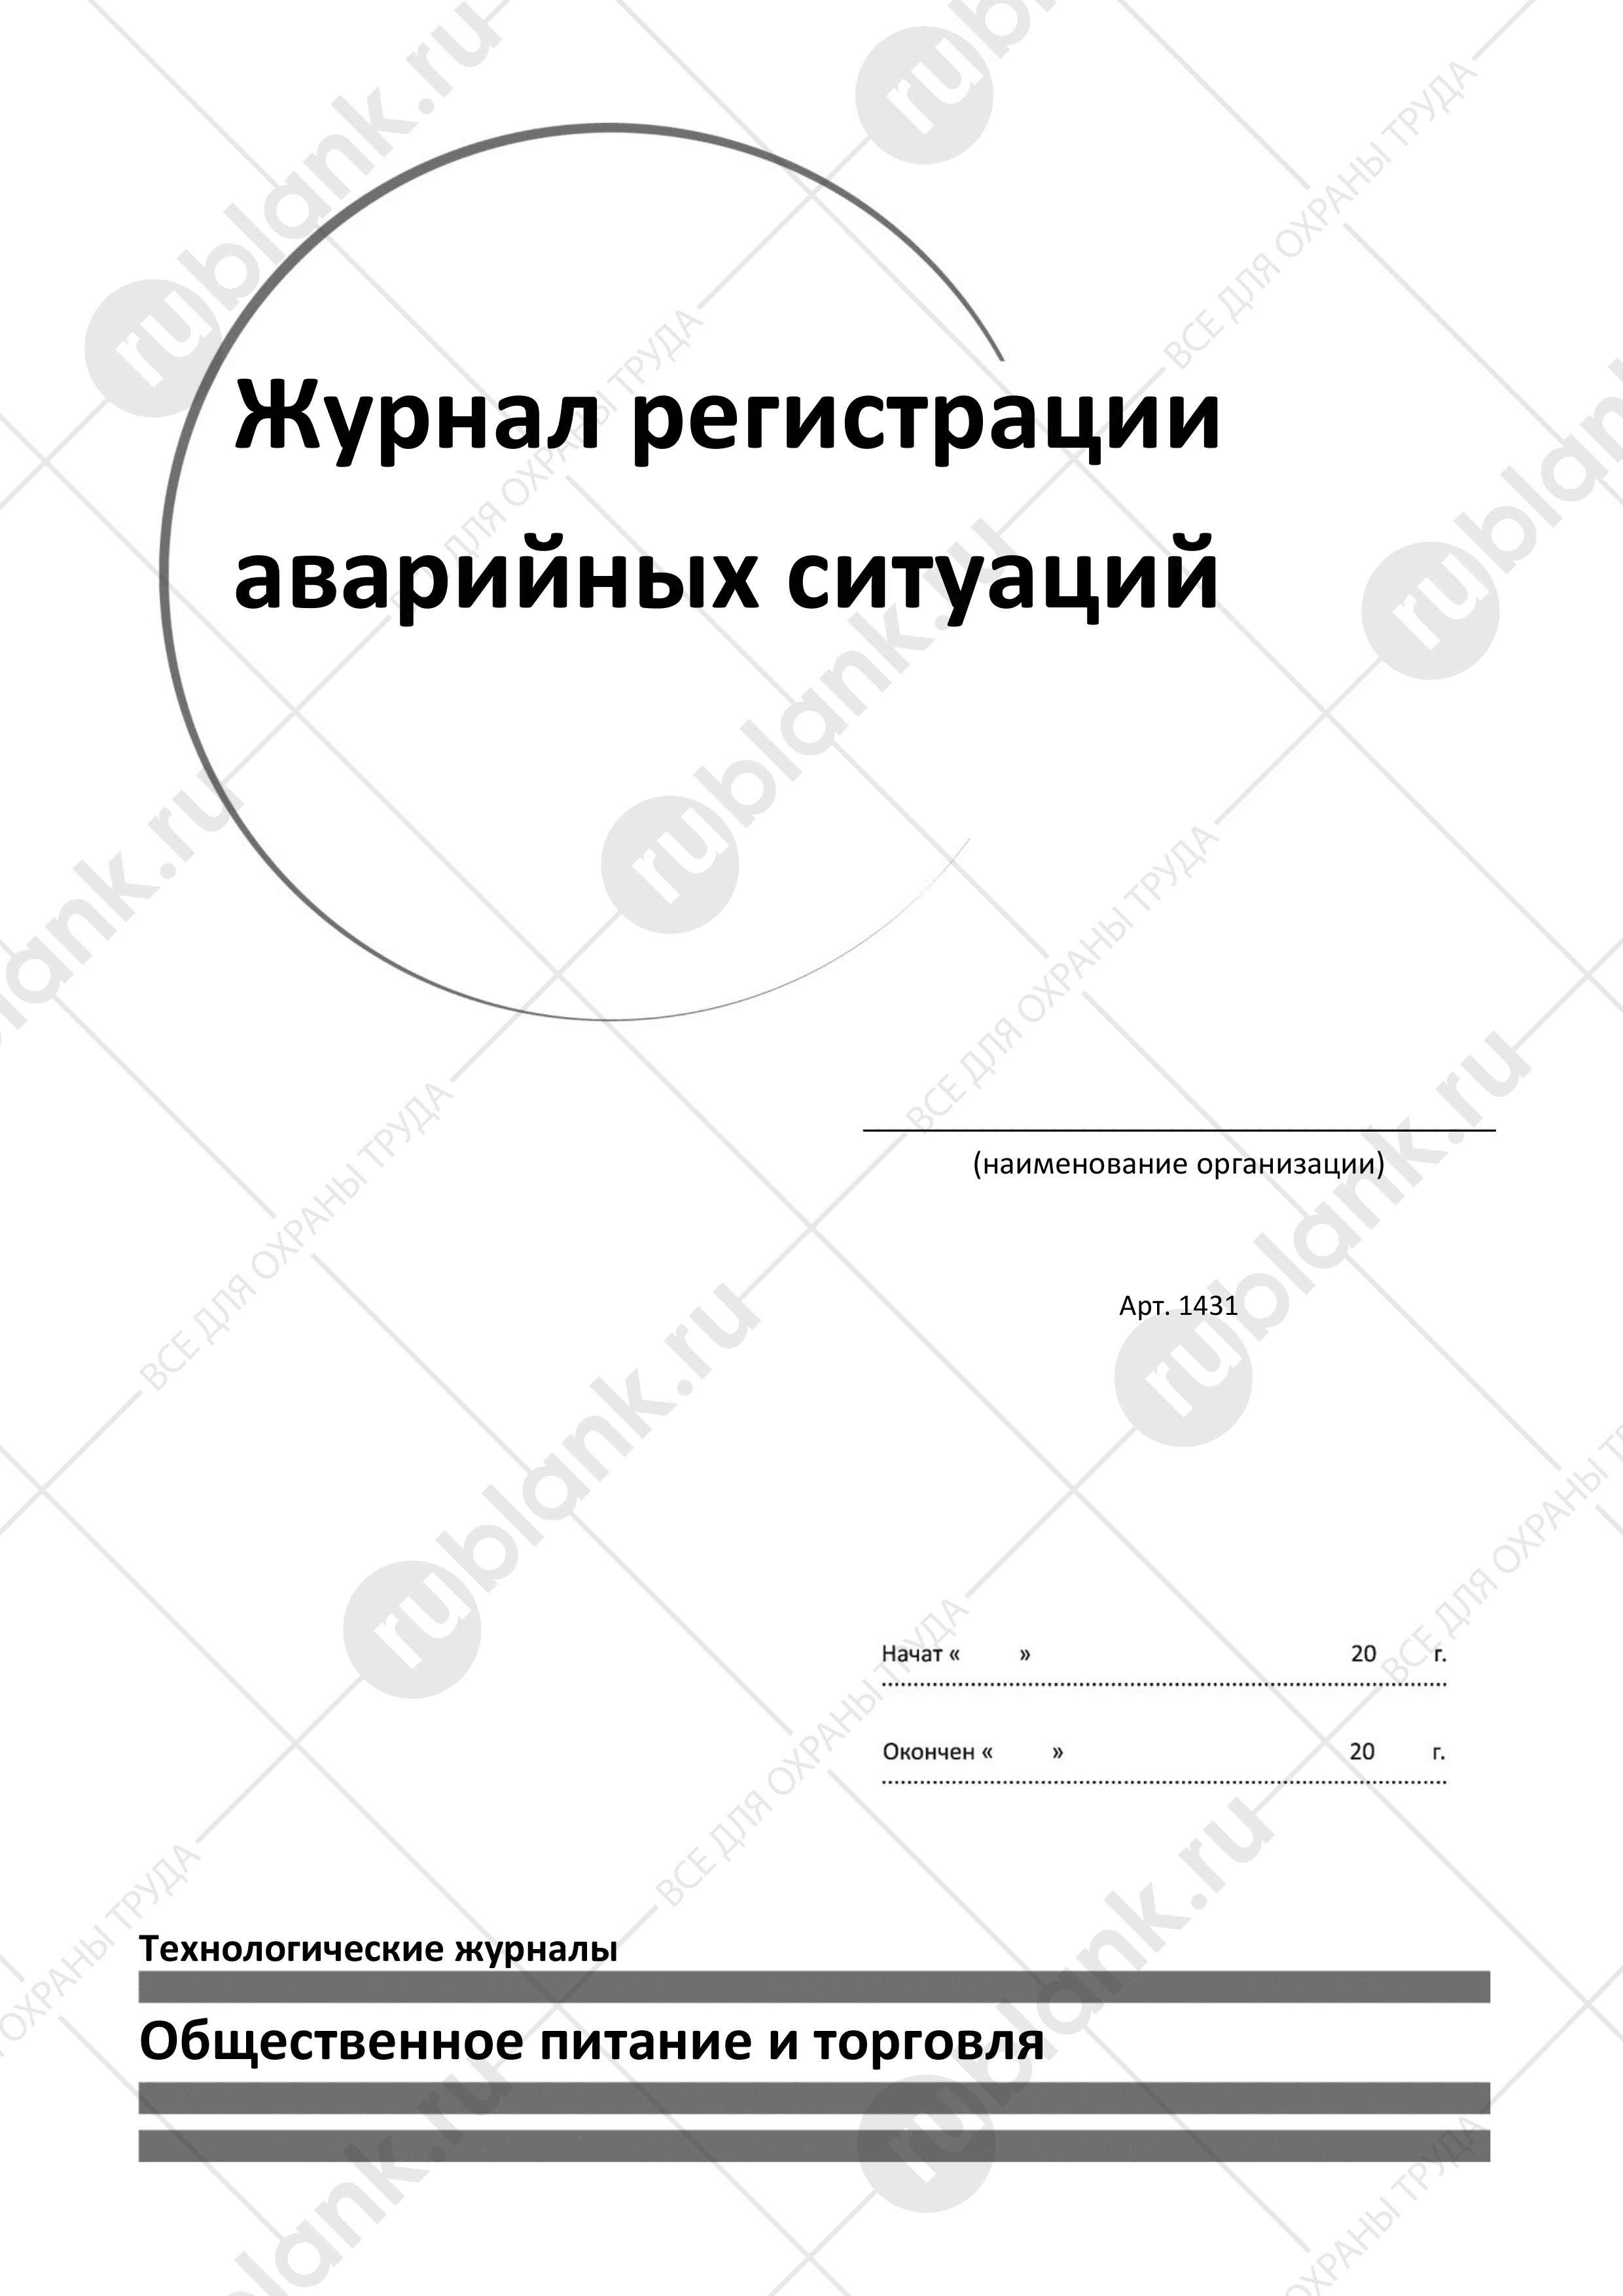 Журнал регистрации
аварийных ситуаций
(наименование организации)
Арт. 1431
Начат « » 20 г.
Окончен « » 20 г.
Технологические журналы
Общественное питание и торговля
rublank.ru
ВСЕ ДЛЯ ОХРАНЫ ТРУДА